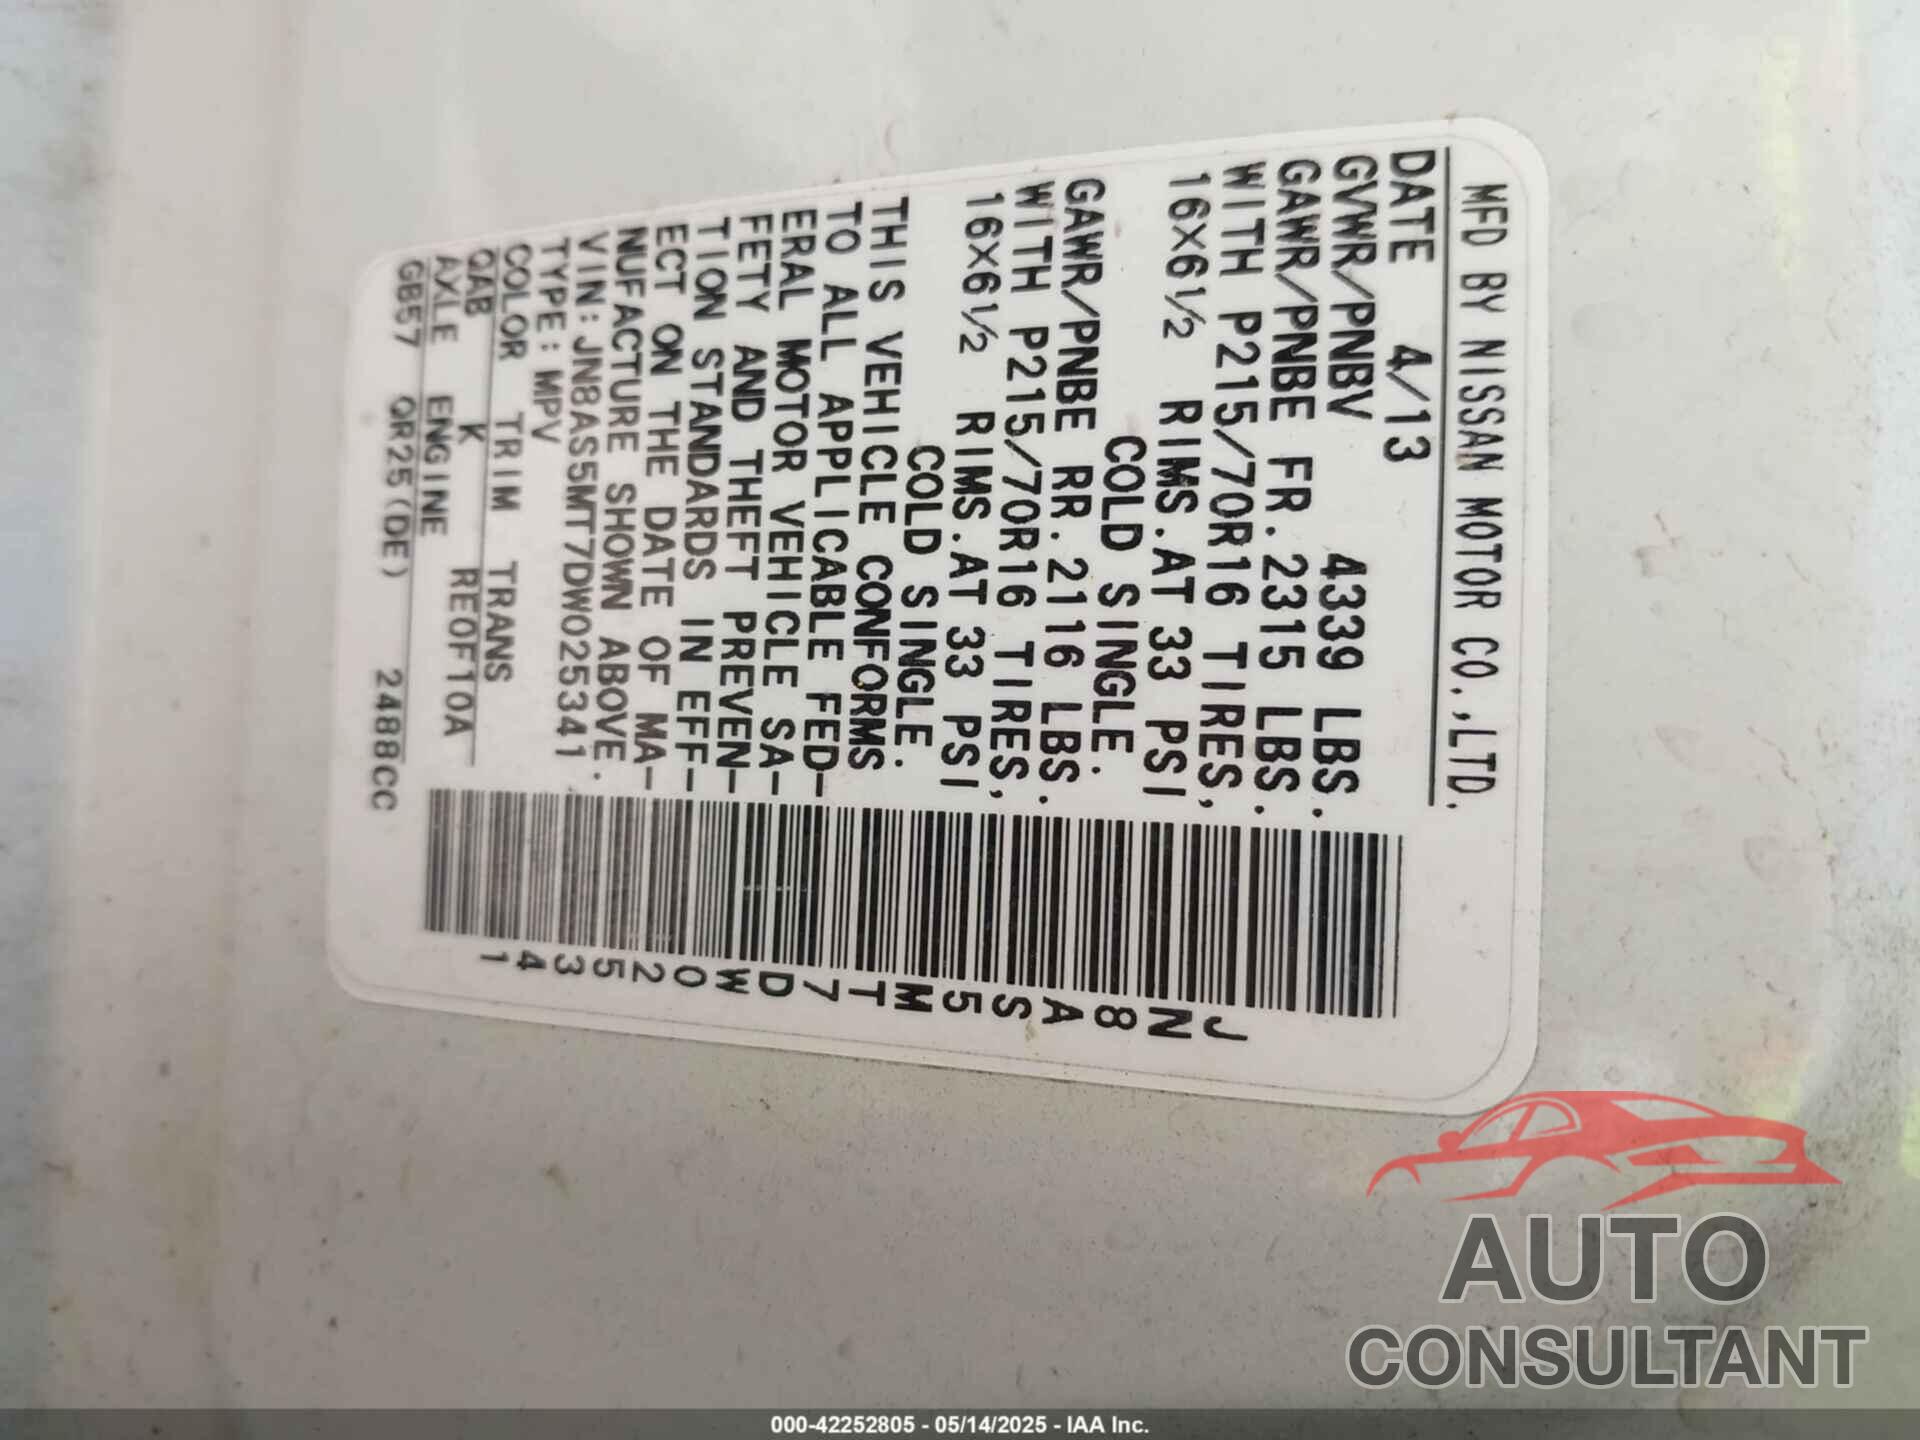 MFD BY NISSAN MOTOR CO.,LTD.
DATE 4/13
GVWR/PNBV 4339 LBS.
GAWR/PNBE FR. 2315 LBS.
WITH P215/70R16 TIRES,
16×6½ RIMS.AT 33 PSI
COLD SINGLE.
GAWR/PNBE RR. 2116 LBS.
WITH P215/70R16 TIRES,
16×6½ RIMS.AT 33 PSI
COLD SINGLE.
THIS VEHICLE CONFORMS
TO ALL APPLICABLE FED-
ERAL MOTOR VEHICLE SA-
FETY AND THEFT PREVEN-
TION STANDARDS IN EFF-
ECT ON THE DATE OF MA-
NUFACTURE SHOWN ABOVE.
VIN:JN8AS5MT7DW025341
TYPE:MPV
COLOR TRIM TRANS
QAB K RE0F10A
AXLE ENGINE
GB57 QR25(DE) 2488CC
JN8AS5MT7DW025341
AUTO
CONSULTANT
000-42252805 - 05/14/2025 - IAA Inc.